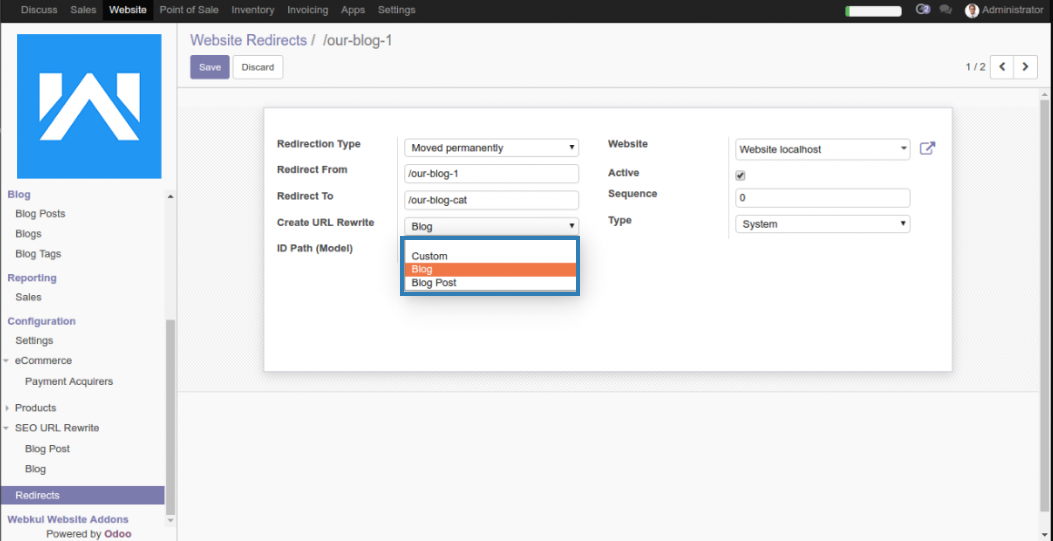 Discuss Sales Website Point of Sale Inventory Invoicing Apps Settings 2 Administrator
Website Redirects / /our-blog-1
Save Discard 1 / 2
Blog
Blog Posts
Blogs
Blog Tags
Reporting
Sales
Configuration
Settings
eCommerce
Payment Acquirers
Products
SEO URL Rewrite
Blog Post
Blog
Redirects
Webkul Website Addons
Powered by Odoo
Redirection Type Moved permanently
Redirect From /our-blog-1
Redirect To /our-blog-cat
Create URL Rewrite Blog
ID Path (Model)
Custom
Blog
Blog Post
Website Website localhost
Active
Sequence 0
Type System